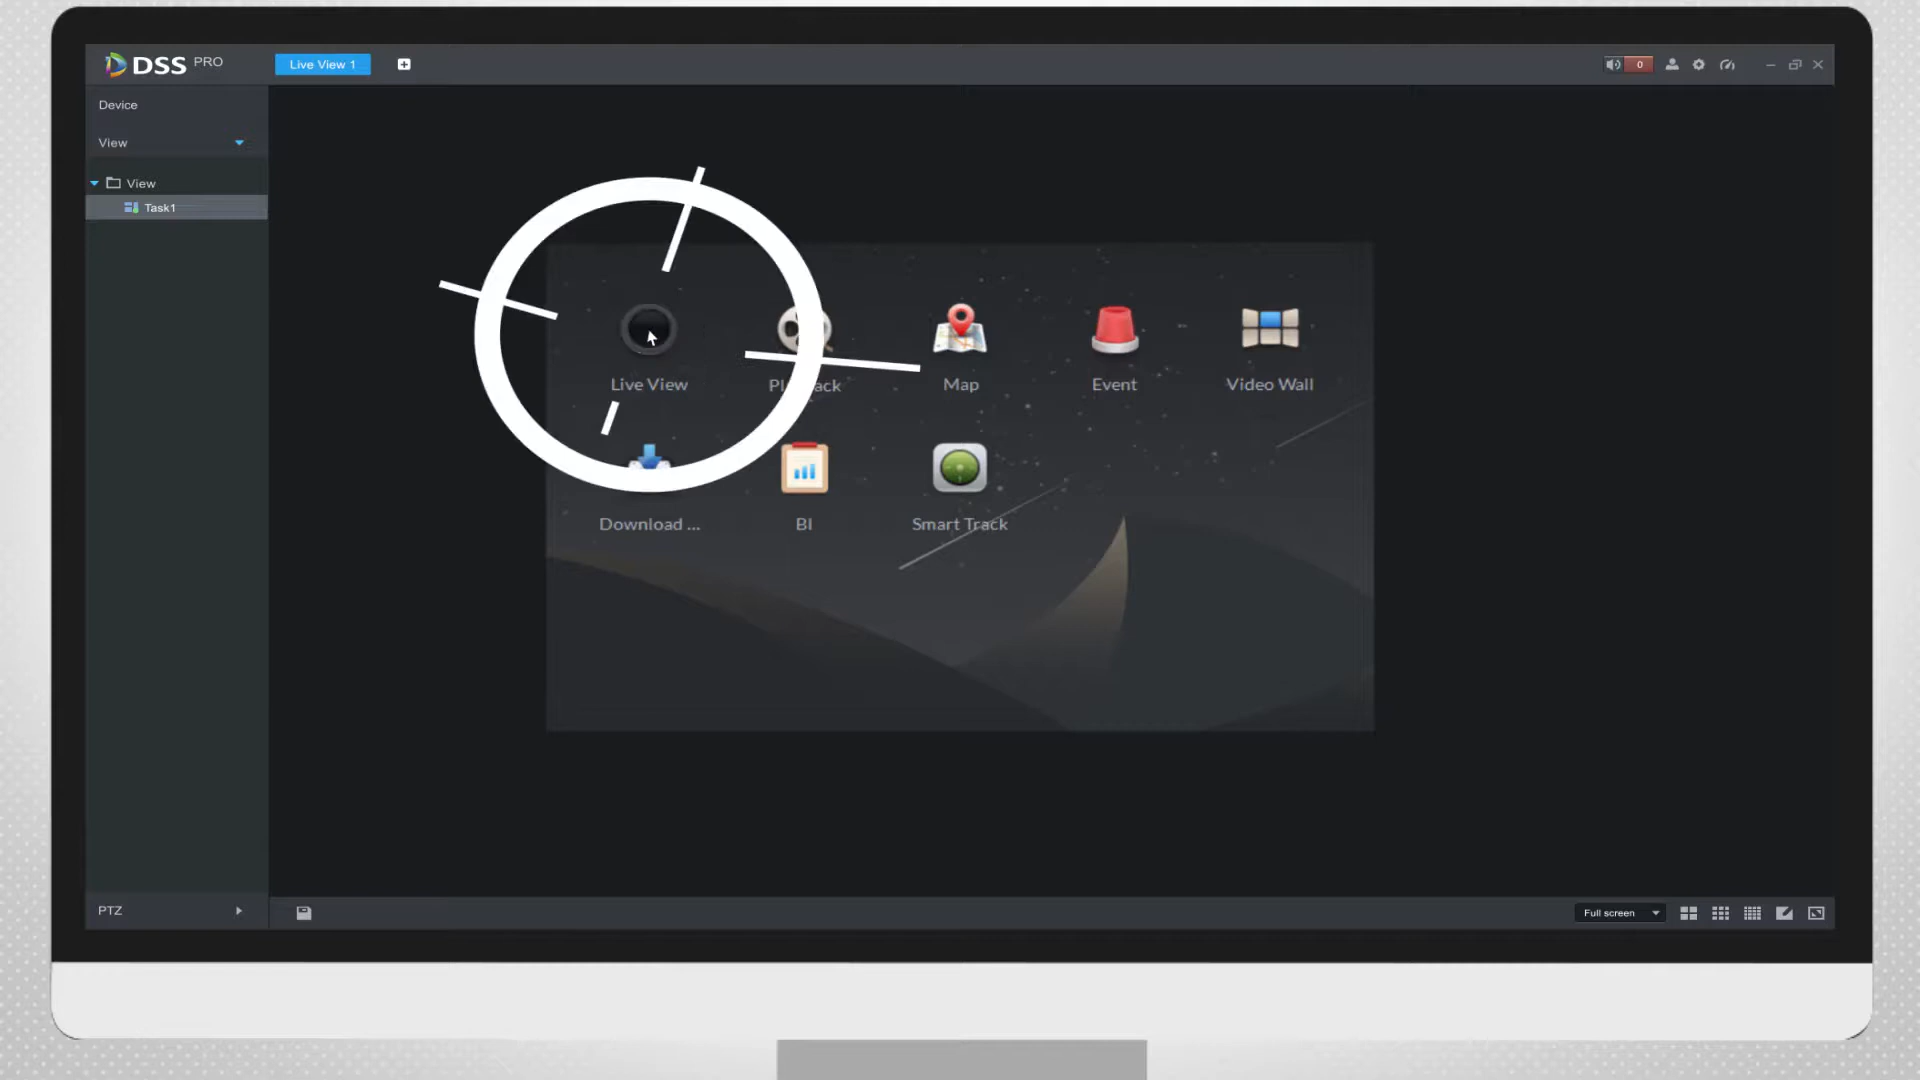 DSS PRO
Live View 1
0
Device
View
View
Task1
Live View
Map
Event
Video Wall
Download ...
BI
Smart Track
PTZ
Full screen